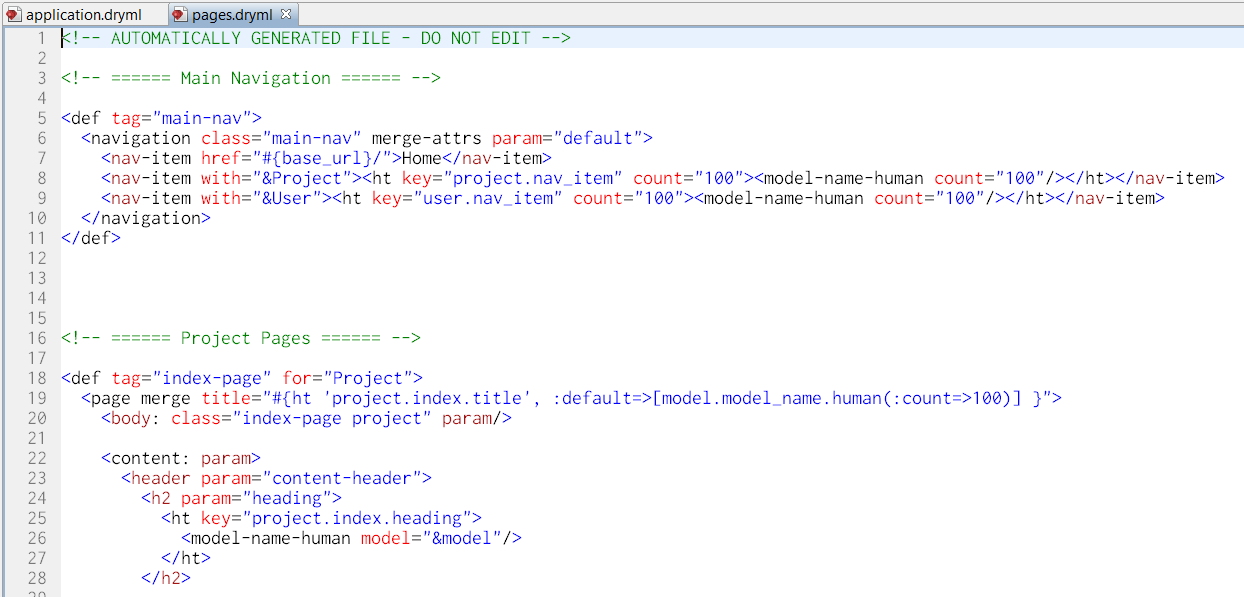 application.dryml pages.dryml
1 <!-- AUTOMATICALLY GENERATED FILE - DO NOT EDIT -->
2
3 <!-- ====== Main Navigation ====== -->
4
5 <def tag="main-nav">
6 <navigation class="main-nav" merge-attrs param="default">
7 <nav-item href="#{base_url}/">Home</nav-item>
8 <nav-item with="&Project"><ht key="project.nav_item" count="100"><model-name-human count="100"/></ht></nav-item>
9 <nav-item with="&User"><ht key="user.nav_item" count="100"><model-name-human count="100"/></ht></nav-item>
10 </navigation>
11 </def>
12
13
14
15
16 <!-- ====== Project Pages ====== -->
17
18 <def tag="index-page" for="Project">
19 <page merge title="#{ht 'project.index.title', :default=>[model.model_name.human(:count=>100)] }">
20 <body: class="index-page project" param/>
21
22 <content: param>
23 <header param="content-header">
24 <h2 param="heading">
25 <ht key="project.index.heading">
26 <model-name-human model="&model"/>
27 </ht>
28 </h2>